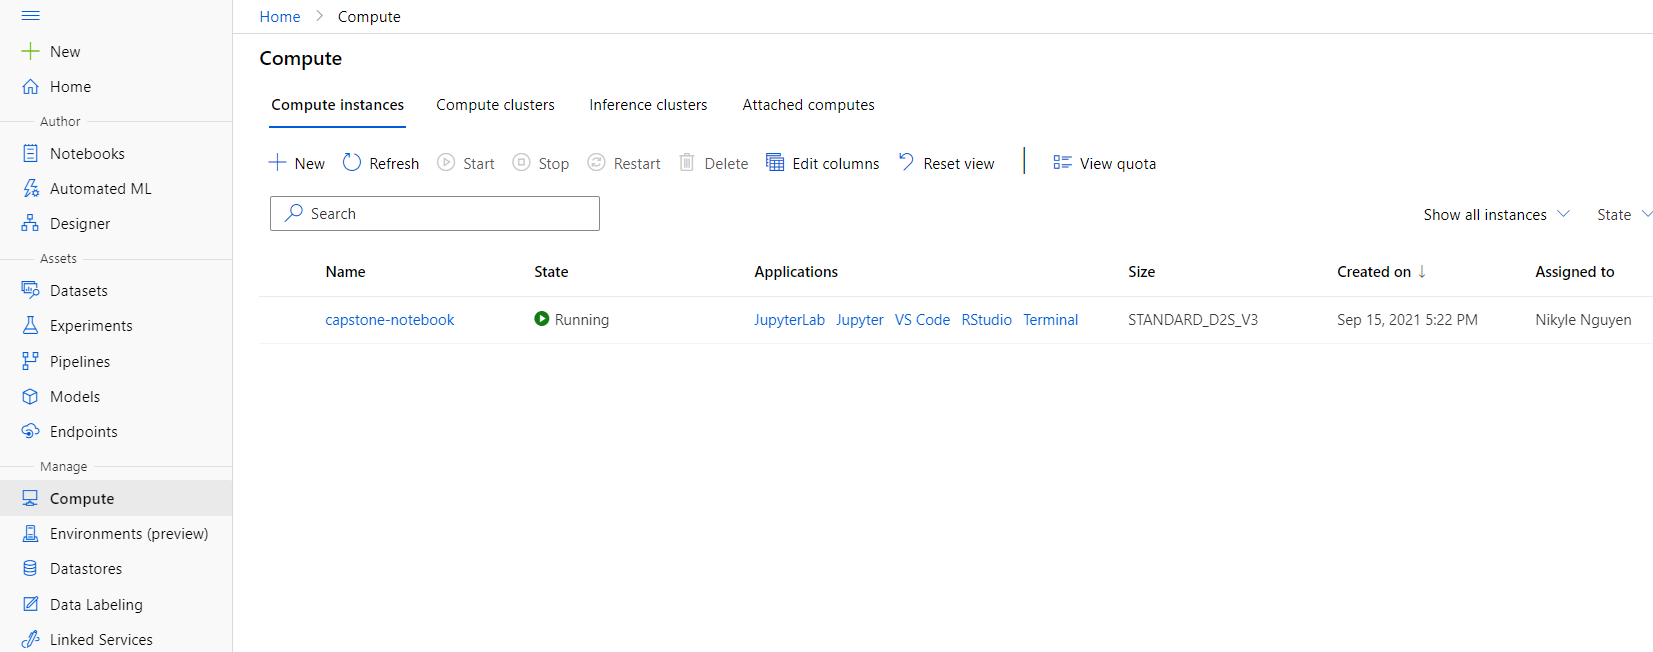 Home > Compute
New
Home
Author
Notebooks
Automated ML
Designer
Assets
Datasets
Experiments
Pipelines
Models
Endpoints
Manage
Compute
Environments (preview)
Datastores
Data Labeling
Linked Services
Compute
Compute instances Compute clusters Inference clusters Attached computes
New Refresh Start Stop Restart Delete Edit columns Reset view View quota
Search
Show all instances State
Name State Applications Size Created on ↓ Assigned to
capstone-notebook Running JupyterLab Jupyter VS Code RStudio Terminal STANDARD_D2S_V3 Sep 15, 2021 5:22 PM Nikyle Nguyen